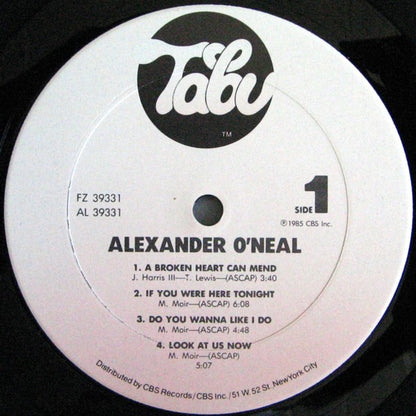 Tabu
TM
FZ 39331
AL 39331
SIDE 1
℗ 1985 CBS Inc.
ALEXANDER O'NEAL
1. A BROKEN HEART CAN MEND
J. Harris III—T. Lewis—(ASCAP) 3:40
2. IF YOU WERE HERE TONIGHT
M. Moir—(ASCAP) 6:08
3. DO YOU WANNA LIKE I DO
M. Moir—(ASCAP) 4:48
4. LOOK AT US NOW
M. Moir—(ASCAP)
5:07
Distributed by CBS Records/CBS Inc./51 W. 52 St. New York City